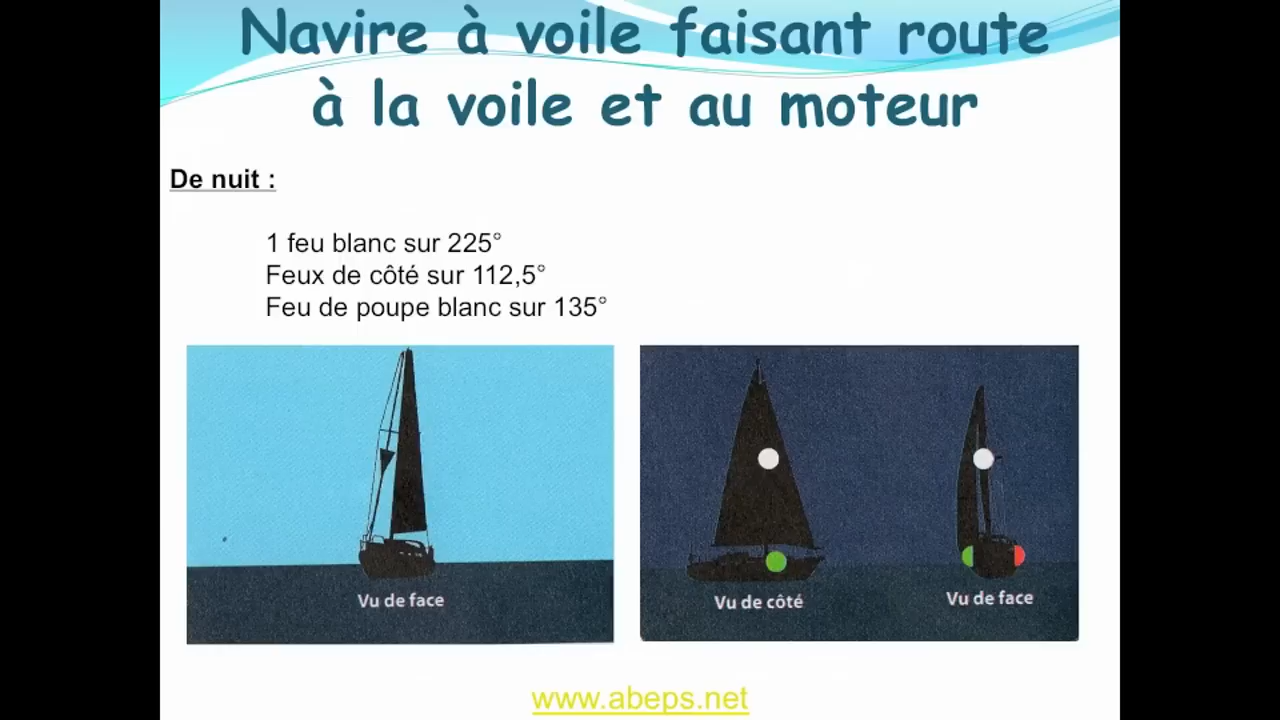 Navire à voile faisant route
à la voile et au moteur
De nuit :
1 feu blanc sur 225°
Feux de côté sur 112,5°
Feu de poupe blanc sur 135°
Vu de face
Vu de côté
Vu de face
www.abeps.net